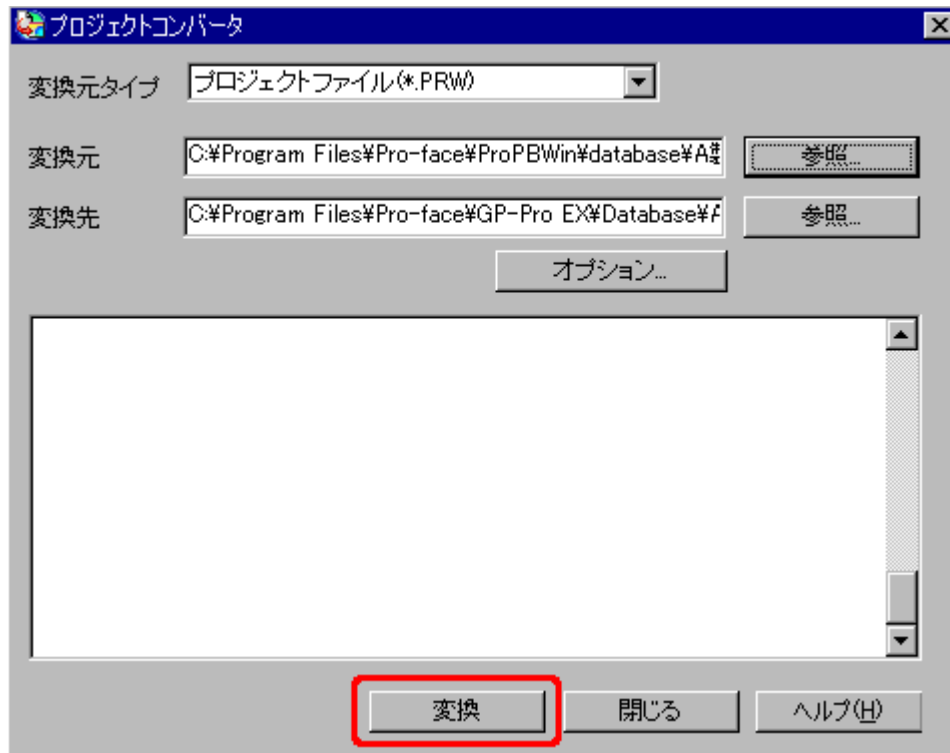 プロジェクトコンバータ
変換元タイプ プロジェクトファイル(*.PRW)
変換元 C:¥Program Files¥Pro-face¥ProPBWin¥database¥A 参照...
変換先 C:¥Program Files¥Pro-face¥GP-Pro EX¥Database¥ 参照...
オプション...
変換 閉じる ヘルプ(H)